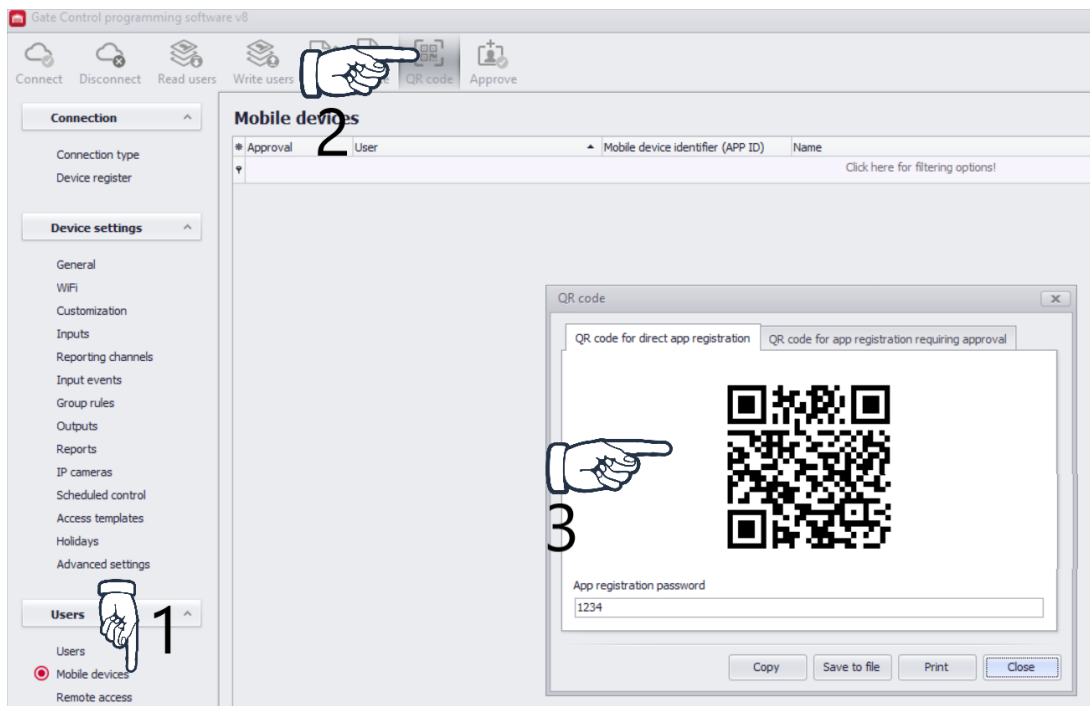 Gate Control programming software v8
Connect Disconnect Read users Write users QR code Approve
2
Connection
Connection type
Device register
Device settings
General
WiFi
Customization
Inputs
Reporting channels
Input events
Group rules
Outputs
Reports
IP cameras
Scheduled control
Access templates
Holidays
Advanced settings
Users
1
Users
Mobile devices
Remote access
Mobile devices
Approval User Mobile device identifier (APP ID) Name
Click here for filtering options!
QR code
QR code for direct app registration QR code for app registration requiring approval
3
App registration password
1234
Copy Save to file Print Close